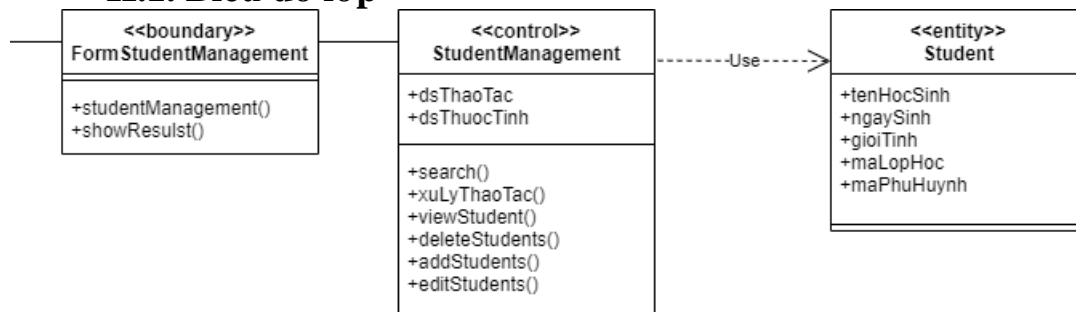 <<boundary>>
FormStudentManagement
+studentManagement()
+showResulst()
<<control>>
StudentManagement
+dsThaoTac
+dsThuocTinh
+search()
+xuLyThaoTac()
+viewStudent()
+deleteStudents()
+addStudents()
+editStudents()
Use
<<entity>>
Student
+tenHocSinh
+ngaySinh
+gioiTinh
+maLopHoc
+maPhuHuynh